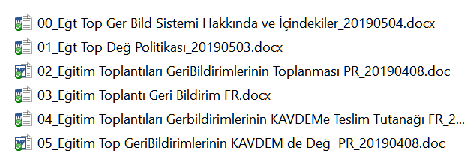 00_Egt Top Ger Bild Sistemi Hakkında ve İçindekiler_20190504.docx
01_Egt Top Değ Politikası_20190503.docx
02_Egitim Toplantıları GeriBildirimlerinin Toplanması PR_20190408.doc
03_Egitim Toplantı Geri Bildirim FR.docx
04_Egitim Toplantıları Gerbildirimlerinin KAVDEMe Teslim Tutanağı FR_2...
05_Egitim Top GeriBildirimlerinin KAVDEM de Değ PR_20190408.doc